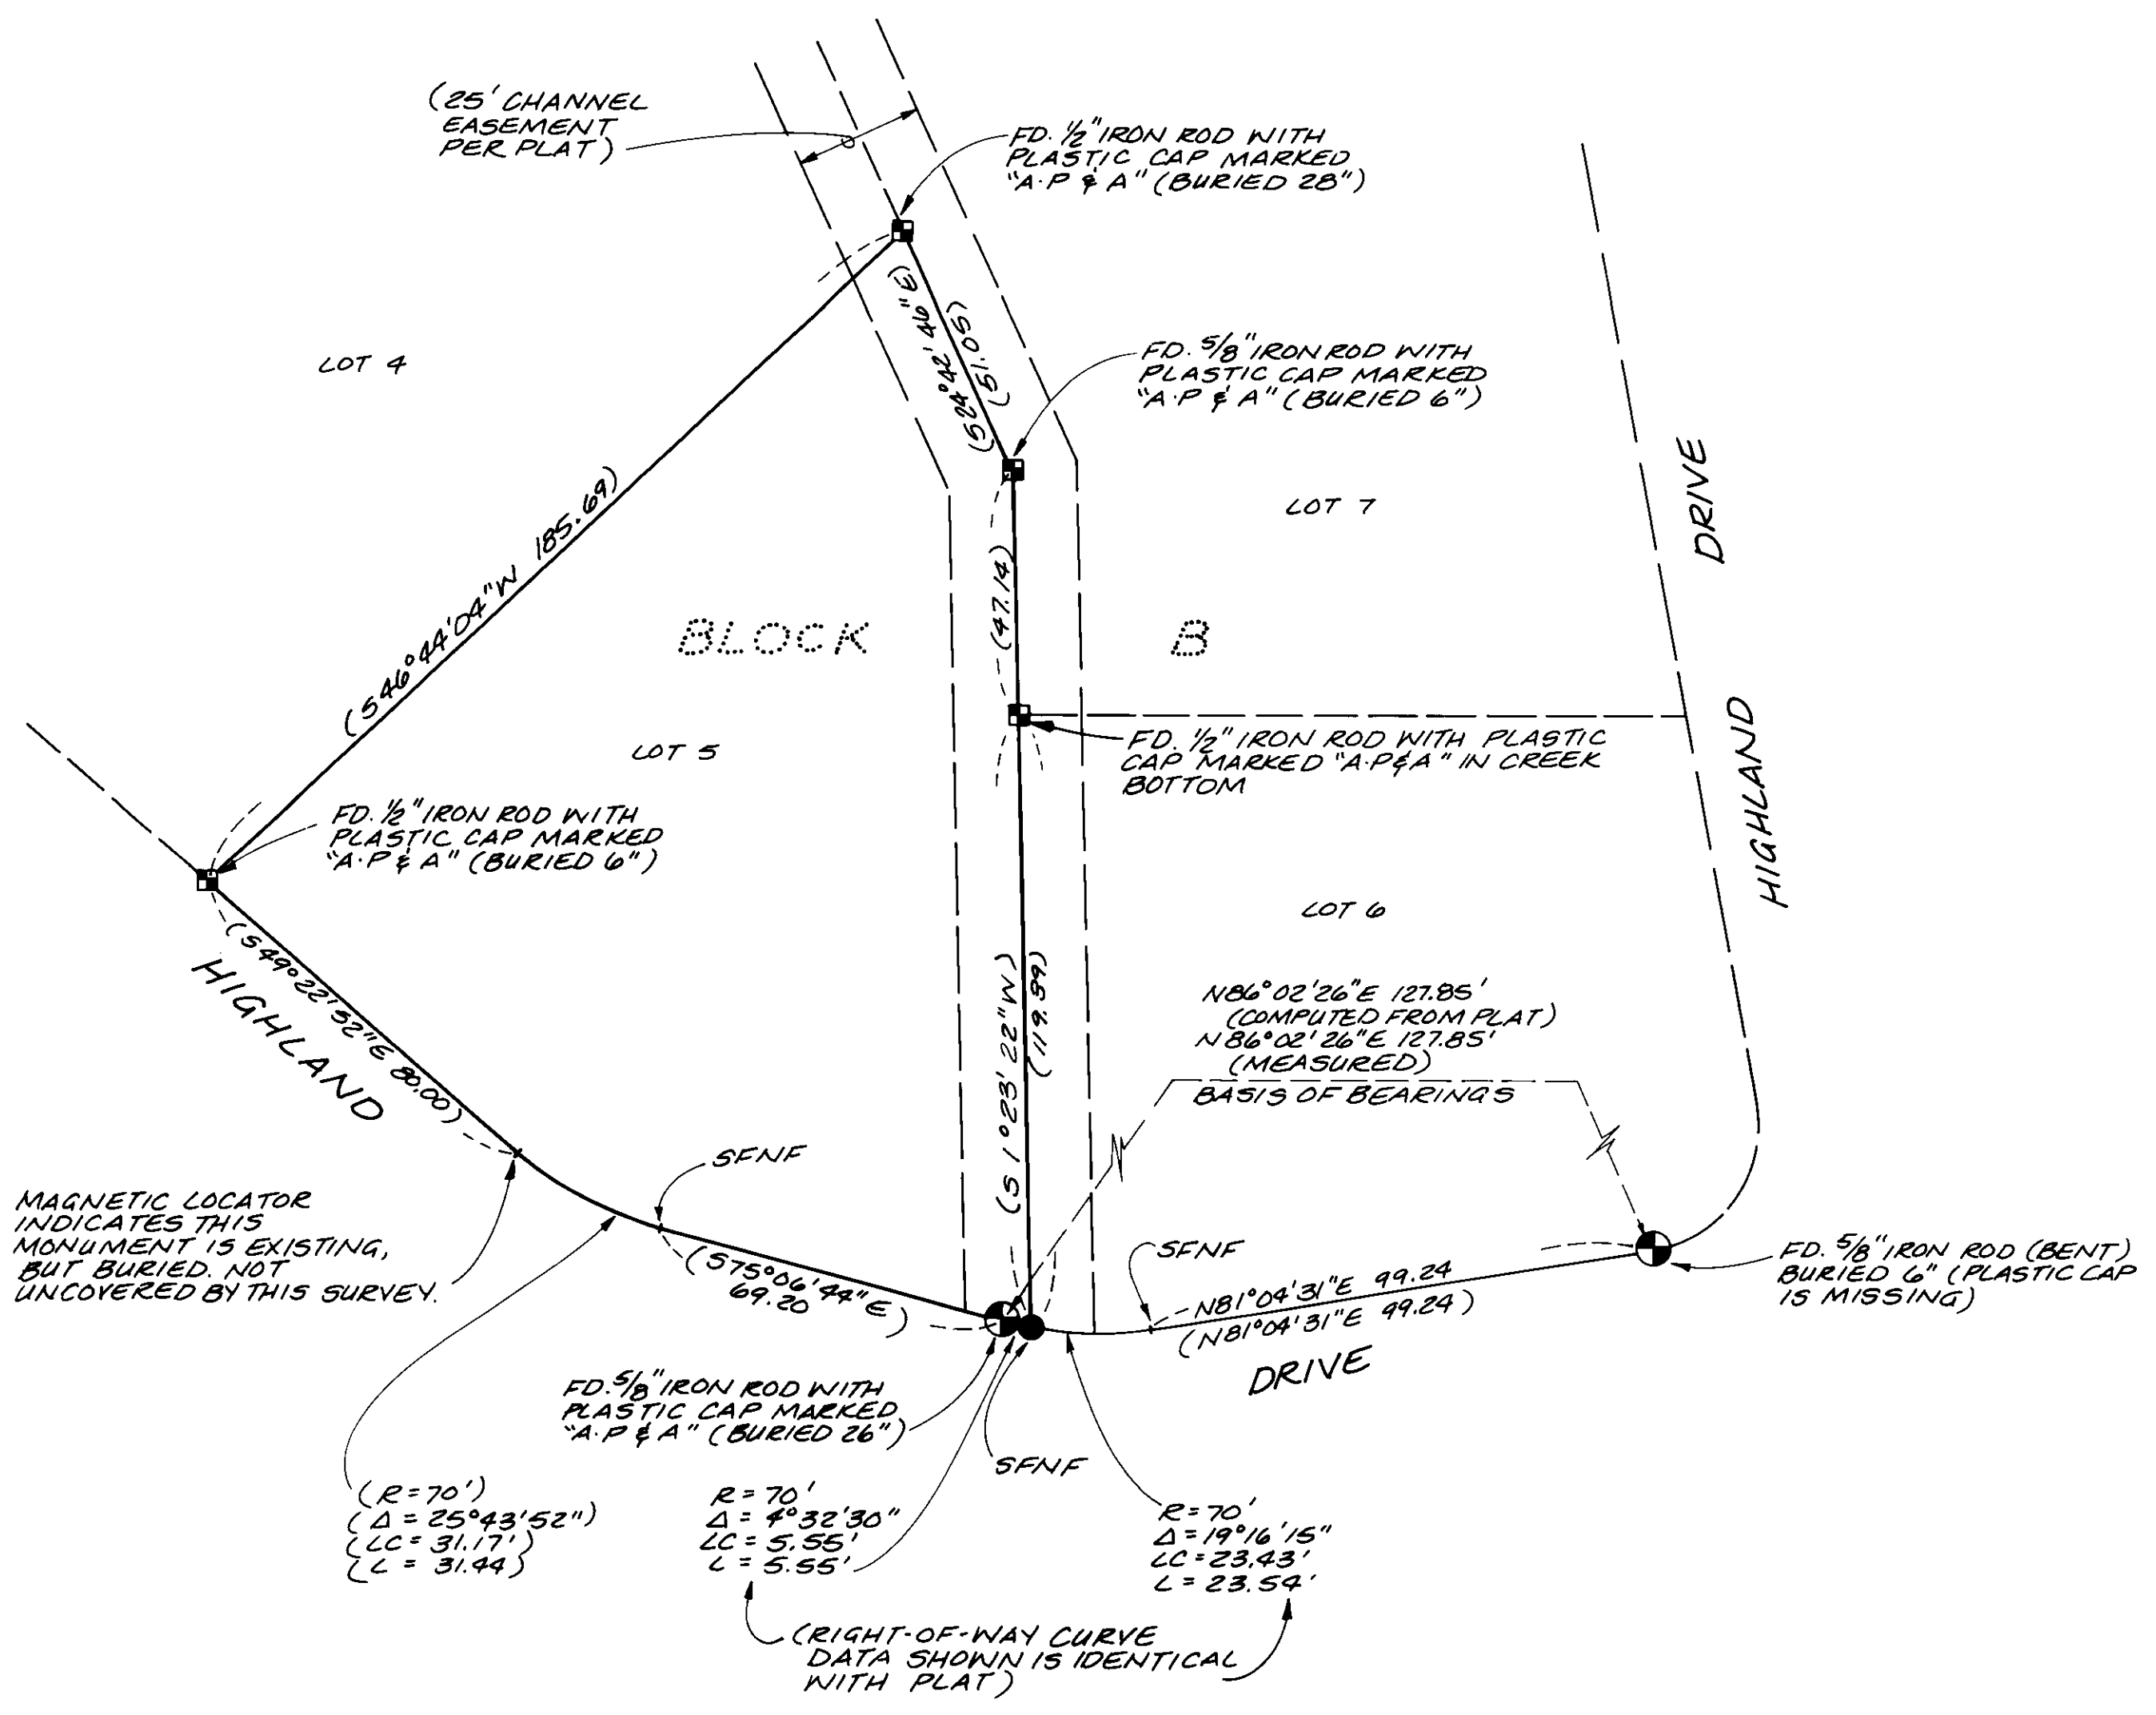 (25' CHANNEL
EASEMENT
PER PLAT)
FD. 1/2" IRON ROD WITH
PLASTIC CAP MARKED
"A.P & A" (BURIED 28")
(S24°42'46"E)
(51.05)
LOT 4
FD. 5/8" IRON ROD WITH
PLASTIC CAP MARKED
"A.P & A" (BURIED 6")
DRIVE
(S46°44'04"W 185.69)
LOT 7
(47.14)
BLOCK B
HIGHLAND
LOT 5
FD. 1/2" IRON ROD WITH PLASTIC
CAP MARKED "A.P & A" IN CREEK
BOTTOM
FD. 1/2" IRON ROD WITH
PLASTIC CAP MARKED
"A.P & A" (BURIED 6")
LOT 6
(S49°22'52"E 80.00)
HIGHLAND
(S 1°23'22"W)
(119.89)
N86°02'26"E 127.85'
(COMPUTED FROM PLAT)
N86°02'26"E 127.85'
(MEASURED)
BASIS OF BEARINGS
SFNF
MAGNETIC LOCATOR
INDICATES THIS
MONUMENT IS EXISTING,
BUT BURIED. NOT
UNCOVERED BY THIS SURVEY.
(S75°06'44"E)
69.20
SFNF
N81°04'31"E 99.24
(N81°04'31"E 99.24)
DRIVE
FD. 5/8" IRON ROD (BENT)
BURIED 6" (PLASTIC CAP
IS MISSING)
FD. 5/8" IRON ROD WITH
PLASTIC CAP MARKED
"A.P & A" (BURIED 26")
SFNF
(R=70')
(Δ = 25°43'52")
(LC = 31.17')
(L = 31.44)
R = 70'
Δ = 4°32'30"
LC = 5.55'
L = 5.55'
R=70'
Δ=19°16'15"
LC=23.43'
L = 23.54'
(RIGHT-OF-WAY CURVE
DATA SHOWN IS IDENTICAL
WITH PLAT)